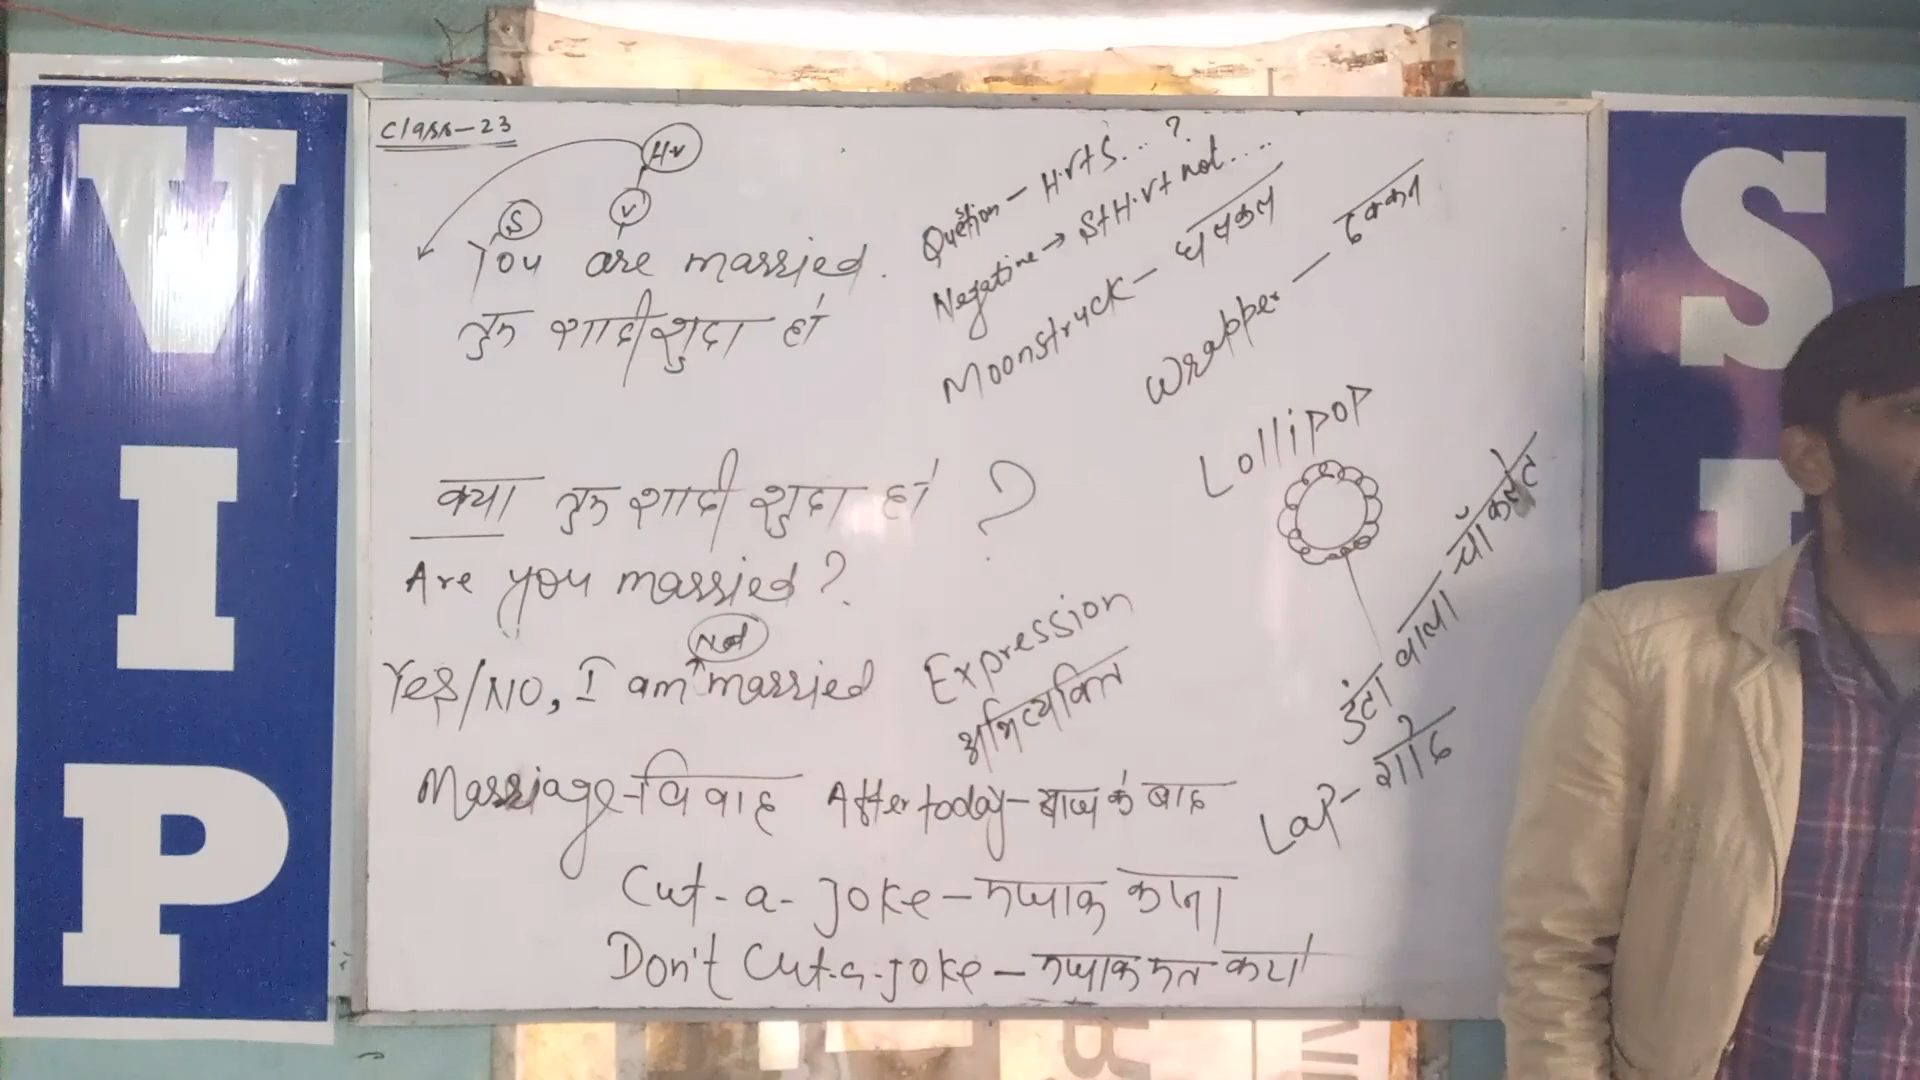 VIP
Class-23
H.v
S
V
You are married.
तुम शादीशुदा हो
Question - H.v+S...?
Negative → S+H.v+not....
Moonstruck -
Wrapper - ढक्कन
Lollipop
डंटा वाला चॉकलेट
क्या तुम शादी शुदा हो ?
Are you married?
Not
Yes/NO, I am married
Expression
अभिव्यक्ति
Marriage-विवाह After today-आज के बाद
Lap-गोद
Cut-a-joke-मजाक करना
Don't Cut-a-joke-मजाक मत करो
S